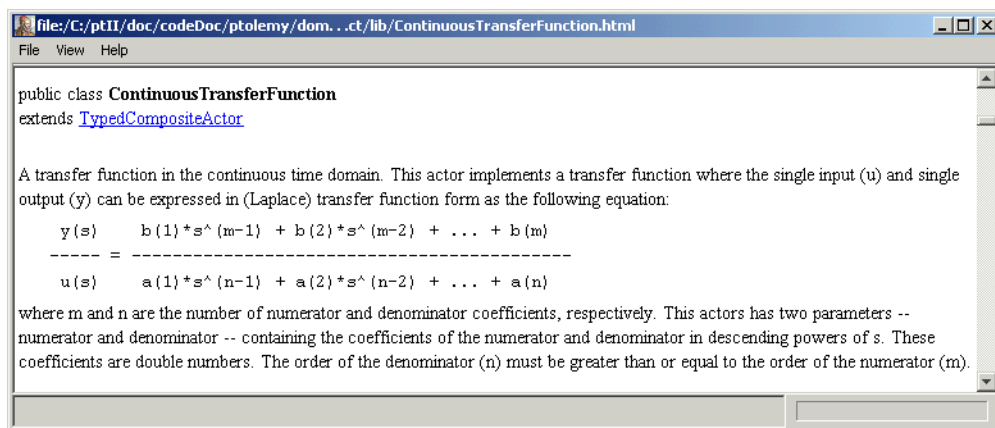 file:/C:/ptII/doc/codeDoc/ptolemy/dom. . .ct/lib/ContinuousTransferFunction.html
File View Help
public class ContinuousTransferFunction
extends TypedCompositeActor
A transfer function in the continuous time domain. This actor implements a transfer function where the single input (u) and single
output (y) can be expressed in (Laplace) transfer function form as the following equation:
y(s) b(1)*s^(m-1) + b(2)*s^(m-2) + ... + b(m)
----- = -------------------------------------------
u(s) a(1)*s^(n-1) + a(2)*s^(n-2) + ... + a(n)
where m and n are the number of numerator and denominator coefficients, respectively. This actors has two parameters --
numerator and denominator -- containing the coefficients of the numerator and denominator in descending powers of s. These
coefficients are double numbers. The order of the denominator (n) must be greater than or equal to the order of the numerator (m).